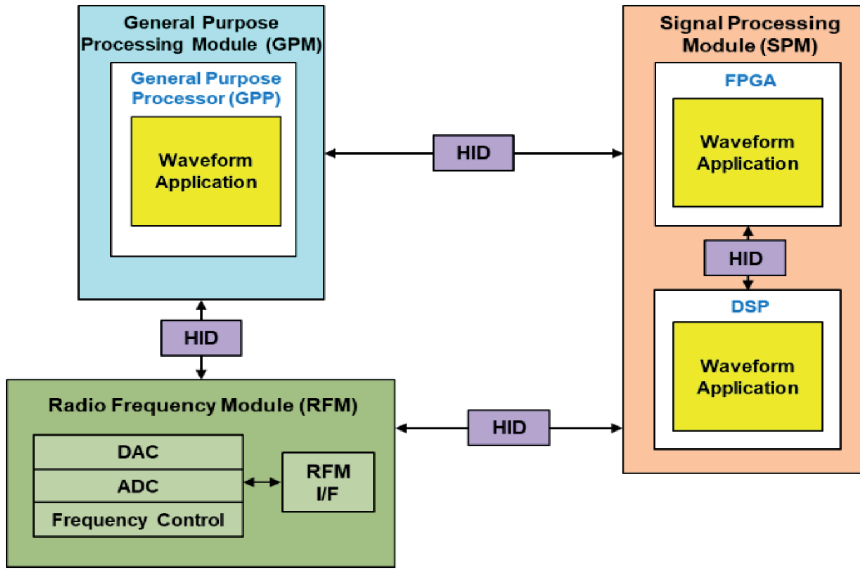 General Purpose
Processing Module (GPM)
General Purpose
Processor (GPP)
Waveform
Application
HID
Signal Processing
Module (SPM)
FPGA
Waveform
Application
HID
DSP
Waveform
Application
HID
Radio Frequency Module (RFM)
DAC
ADC
Frequency Control
RFM
I/F
HID